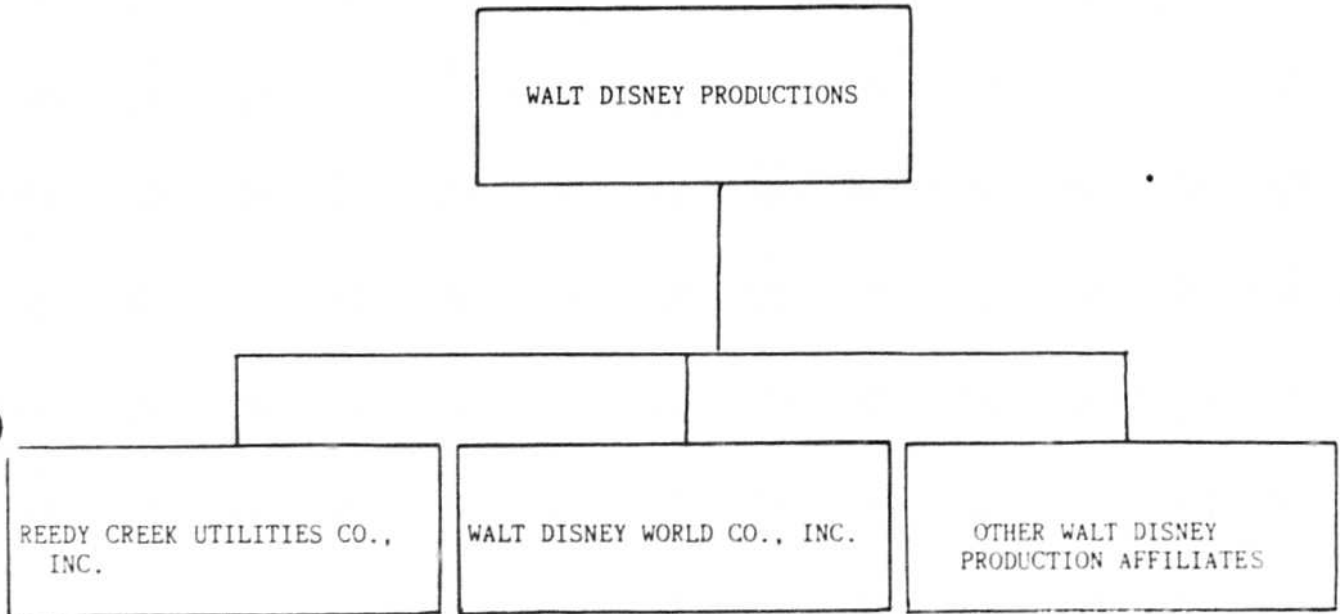 WALT DISNEY PRODUCTIONS
REEDY CREEK UTILITIES CO.,
INC.
WALT DISNEY WORLD CO., INC.
OTHER WALT DISNEY
PRODUCTION AFFILIATES